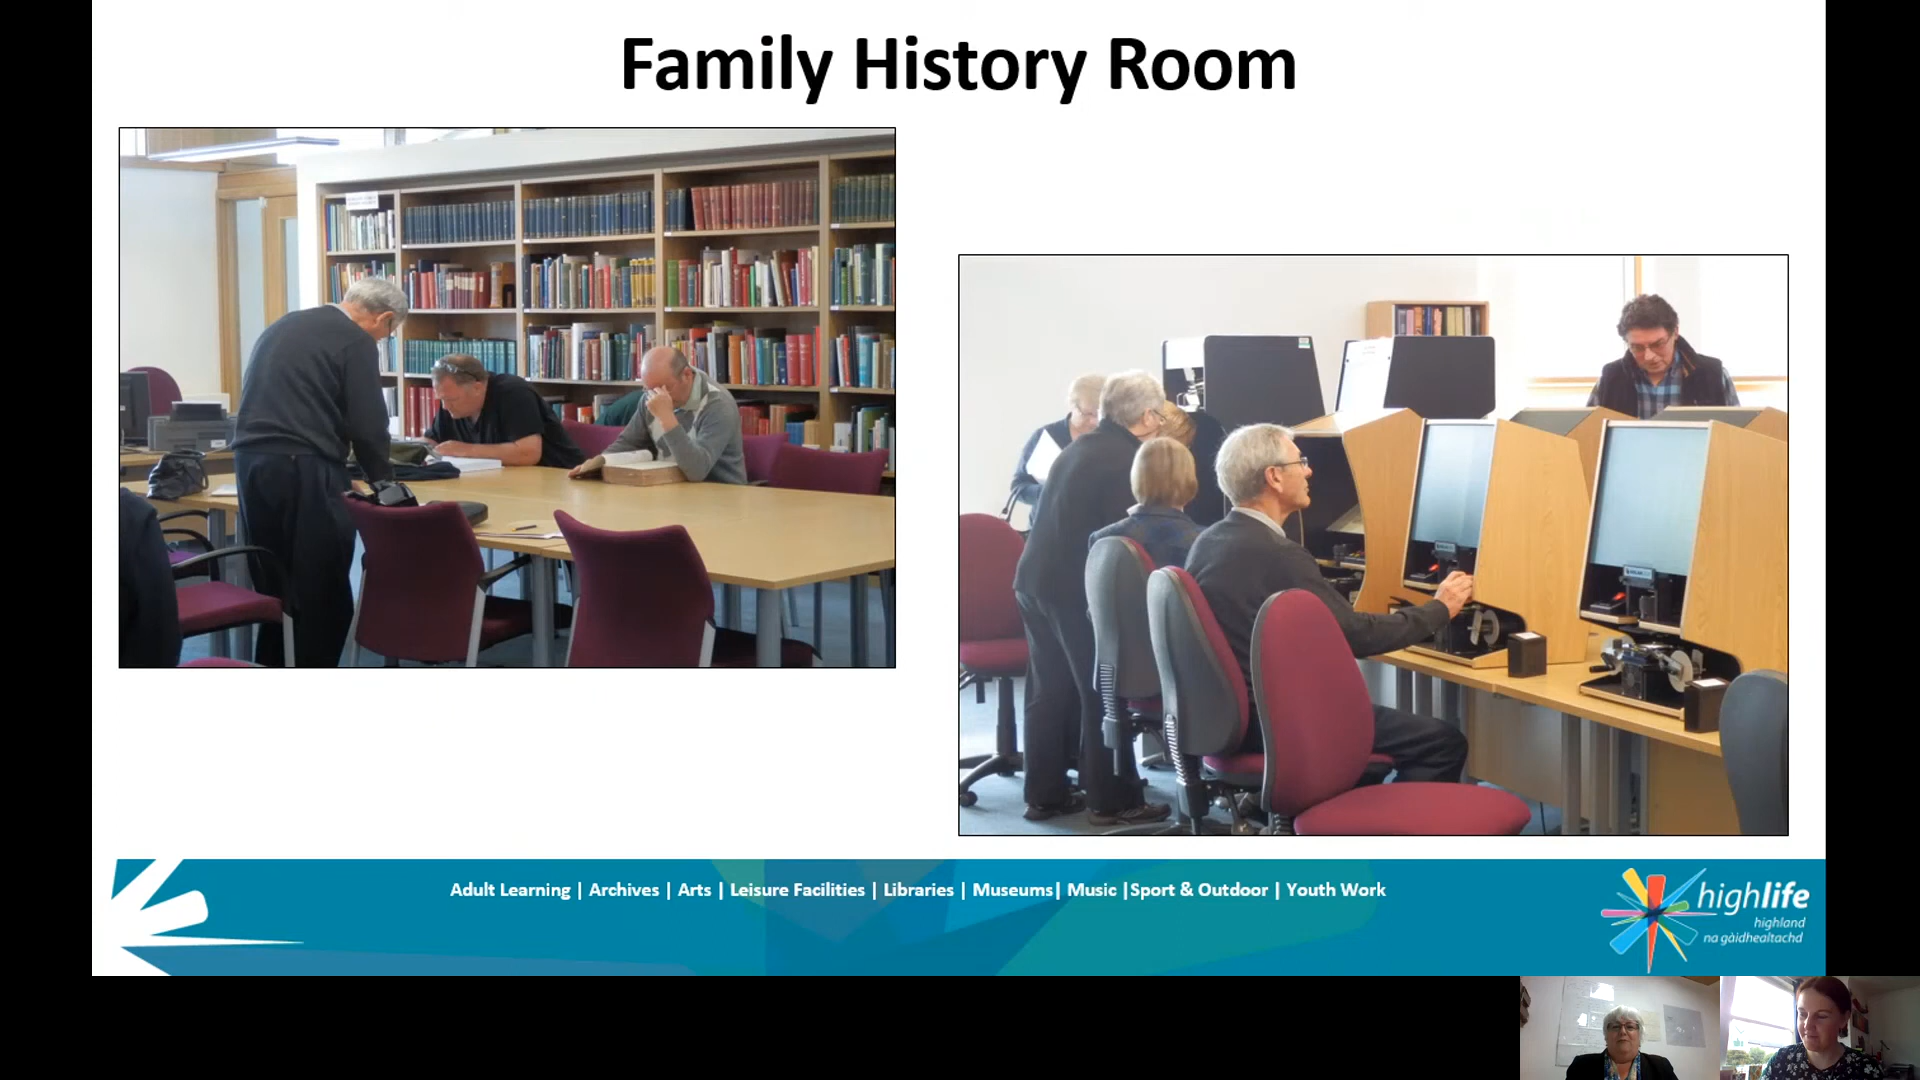 Family History Room
Adult Learning | Archives | Arts | Leisure Facilities | Libraries | Museums| Music |Sport & Outdoor | Youth Work
highlife
highland
na gàidhealtachd